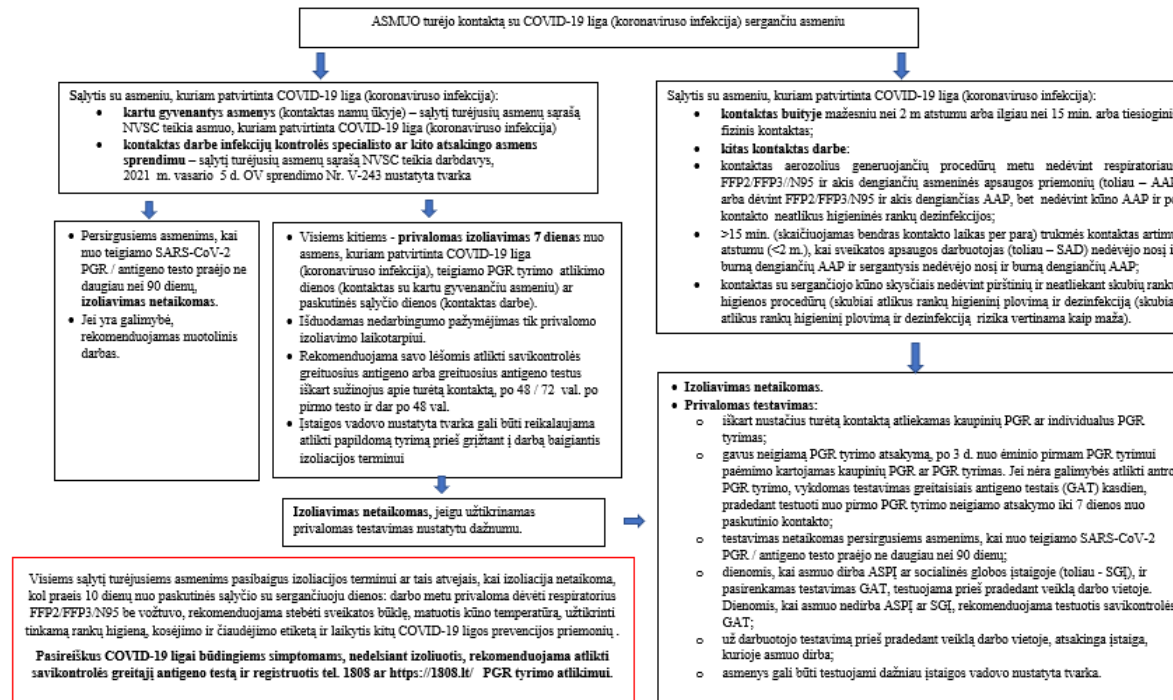 ASMUO turėjo kontaktą su COVID-19 liga (koronaviruso infekcija) sergančiu asmeniu
Sąlytis su asmeniu, kuriam patvirtinta COVID-19 liga (koronaviruso infekcija):
• kartu gyvenantys asmenys (kontaktas namų ūkyje) – sąlytį turėjusių asmenų sąrašą
NVSC teikia asmuo, kuriam patvirtinta COVID-19 liga (koronaviruso infekcija)
• kontaktas darbe infekcijų kontrolės specialisto ar kito atsakingo asmens
sprendimu – sąlytį turėjusių asmenų sąrašą NVSC teikia darbdavys,
2021 m. vasario 5 d. OV sprendimo Nr. V-243 nustatyta tvarka
• Persirgusiems asmenims, kai
nuo teigiamo SARS-CoV-2
PGR / antigeno testo praėjo ne
daugiau nei 90 dienų,
izoliavimas netaikomas.
• Jei yra galimybė,
rekomenduojamas nuotolinis
darbas.
• Visiems kitiems - privalomas izoliavimas 7 dienas nuo
asmens, kuriam patvirtinta COVID-19 liga
(koronaviruso infekcija), teigiamo PGR tyrimo atlikimo
dienos (kontaktas su kartu gyvenančiu asmeniu) ar
paskutinės sąlyčio dienos (kontaktas darbe).
• Išduodamas nedarbingumo pažymėjimas tik privalomo
izoliavimo laikotarpiui.
• Rekomenduojama savo lėšomis atlikti savikontrolės
greituosius antigeno arba greituosius antigeno testus
iškart sužinojus apie turėtą kontaktą, po 48 / 72 val. po
pirmo testo ir dar po 48 val.
• Įstaigos vadovo nustatyta tvarka gali būti reikalaujama
atlikti papildomą tyrimą prieš grįžtant į darbą baigiantis
izoliacijos terminui
Izoliavimas netaikomas, jeigu užtikrinamas
privalomas testavimas nustatytu dažnumu.
Visiems sąlytį turėjusiems asmenims pasibaigus izoliacijos terminui ar tais atvejais, kai izoliacija netaikoma,
kol praeis 10 dienų nuo paskutinės sąlyčio su sergančiuoju dienos: darbo metu privaloma dėvėti respiratorius
FFP2/FFP3/N95 be vožtuvo, rekomenduojama stebėti sveikatos būklę, matuotis kūno temperatūrą, užtikrinti
tinkamą rankų higieną, kosėjimo ir čiaudėjimo etiketą ir laikytis kitų COVID-19 ligos prevencijos priemonių .
Pasireiškus COVID-19 ligai būdingiems simptomams, nedelsiant izoliuotis, rekomenduojama atlikti
savikontrolės greitąjį antigeno testą ir registruotis tel. 1808 ar https://1808.lt/ PGR tyrimo atlikimui.
Sąlytis su asmeniu, kuriam patvirtinta COVID-19 liga (koronaviruso infekcija):
• kontaktas buityje mažesniu nei 2 m atstumu arba ilgiau nei 15 min. arba tiesioginis
fizinis kontaktas;
• kitas kontaktas darbe:
• kontaktas aerozolius generuojančių procedūrų metu nedėvint respiratoriaus
FFP2/FFP3//N95 ir akis dengiančių asmeninės apsaugos priemonių (toliau – AAP
arba dėvint FFP2/FFP3/N95 ir akis dengiančias AAP, bet nedėvint kūno AAP ir po
kontakto neatlikus higieninės rankų dezinfekcijos;
• >15 min. (skaičiuojamas bendras kontakto laikas per parą) trukmės kontaktas artimu
atstumu (<2 m.), kai sveikatos apsaugos darbuotojas (toliau – SAD) nedėvėjo nosį ir
burną dengiančių AAP ir sergantysis nedėvėjo nosį ir burną dengiančių AAP;
• kontaktas su sergančiojo kūno skysčiais nedėvint pirštinių ir neatliekant skubių rankų
higienos procedūrų (skubiai atlikus rankų higieninį plovimą ir dezinfekciją (skubiai
atlikus rankų higieninį plovimą ir dezinfekciją rizika vertinama kaip maža).
• Izoliavimas netaikomas.
• Privalomas testavimas:
o iškart nustačius turėtą kontaktą atliekamas kaupinių PGR ar individualus PGR
tyrimas;
o gavus neigiamą PGR tyrimo atsakymą, po 3 d. nuo ėminio pirmam PGR tyrimui
paėmimo kartojamas kaupinių PGR ar PGR tyrimas. Jei nėra galimybės atlikti antro
PGR tyrimo, vykdomas testavimas greitaisiais antigeno testais (GAT) kasdien,
pradedant testuoti nuo pirmo PGR tyrimo neigiamo atsakymo iki 7 dienos nuo
paskutinio kontakto;
o testavimas netaikomas persirgusiems asmenims, kai nuo teigiamo SARS-CoV-2
PGR / antigeno testo praėjo ne daugiau nei 90 dienų;
o dienomis, kai asmuo dirba ASPĮ ar socialinės globos įstaigoje (toliau - SGĮ), ir
pasirenkamas testavimas GAT, testuojama prieš pradedant veiklą darbo vietoje.
Dienomis, kai asmuo nedirba ASPĮ ar SGĮ, rekomenduojama testuotis savikontrolės
GAT;
o už darbuotojo testavimą prieš pradedant veiklą darbo vietoje, atsakinga įstaiga,
kurioje asmuo dirba;
o asmenys gali būti testuojami dažniau įstaigos vadovo nustatyta tvarka.